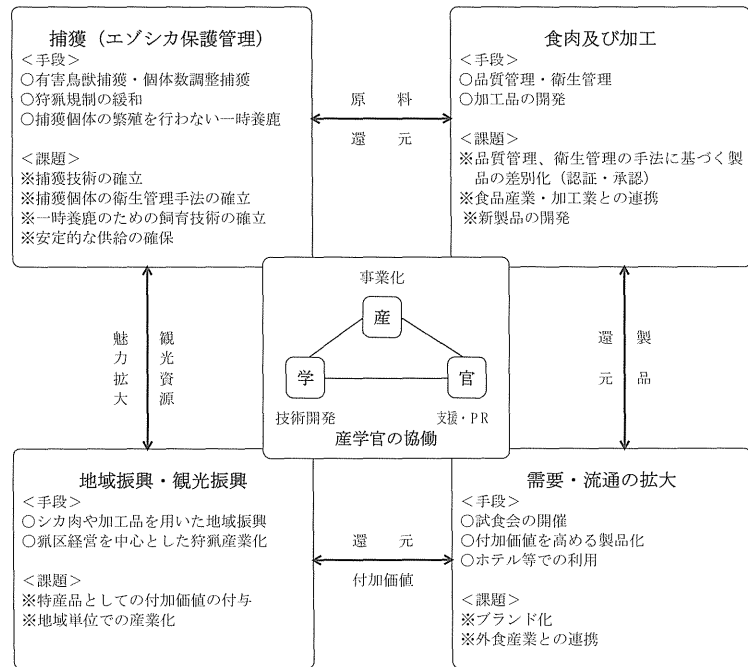 捕獲（エゾシカ保護管理）
＜手段＞
○有害鳥獣捕獲・個体数調整捕獲
○狩猟規制の緩和
○捕獲個体の繁殖を行わない一時養鹿
＜課題＞
※捕獲技術の確立
※捕獲個体の衛生管理手法の確立
※一時養鹿のための飼育技術の確立
※安定的な供給の確保
原料
還元
食肉及び加工
＜手段＞
○品質管理・衛生管理
○加工品の開発
＜課題＞
※品質管理、衛生管理の手法に基づく製
品の差別化（認証・承認）
※食品産業・加工業との連携
※新製品の開発
観光資源
魅力拡大
事業化
産
学
官
技術開発
支援・PR
産学官の協働
製品
還元
地域振興・観光振興
＜手段＞
○シカ肉や加工品を用いた地域振興
○猟区経営を中心とした狩猟産業化
＜課題＞
※特産品としての付加価値の付与
※地域単位での産業化
還元
付加価値
需要・流通の拡大
＜手段＞
○試食会の開催
○付加価値を高める製品化
○ホテル等での利用
＜課題＞
※ブランド化
※外食産業との連携